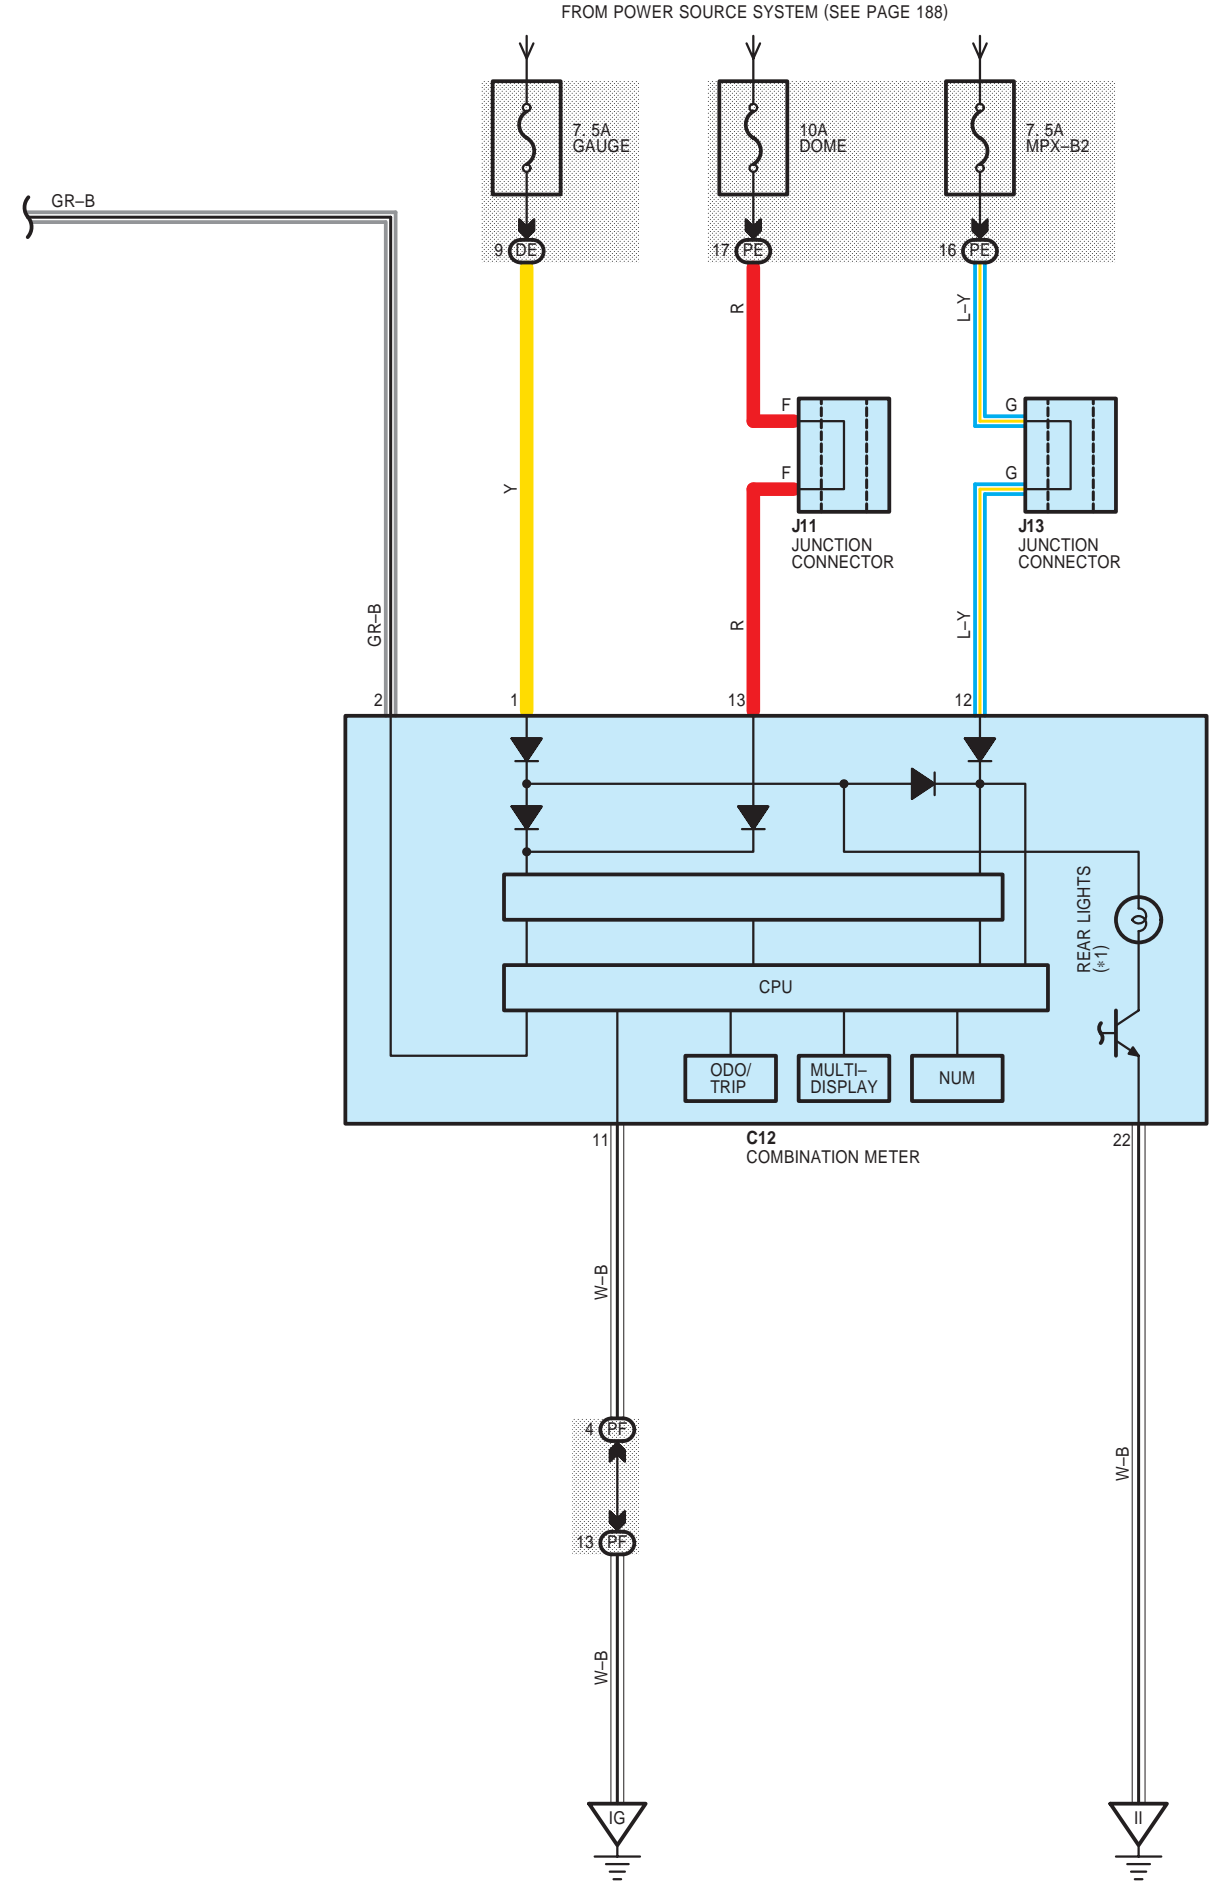 FROM POWER SOURCE SYSTEM (SEE PAGE 188)
7. 5A
GAUGE
10A
DOME
7. 5A
MPX–B2
GR–B
9 DE
17 PE
16 PE
R
L–Y
F
G
Y
F
G
J11
JUNCTION
CONNECTOR
J13
JUNCTION
CONNECTOR
GR–B
R
L–Y
2
1
13
12
REAR LIGHTS
(∗1)
CPU
ODO/
TRIP
MULTI–
DISPLAY
NUM
11
C12
COMBINATION METER
22
W–B
4 PF
W–B
13 PF
W–B
IG
II